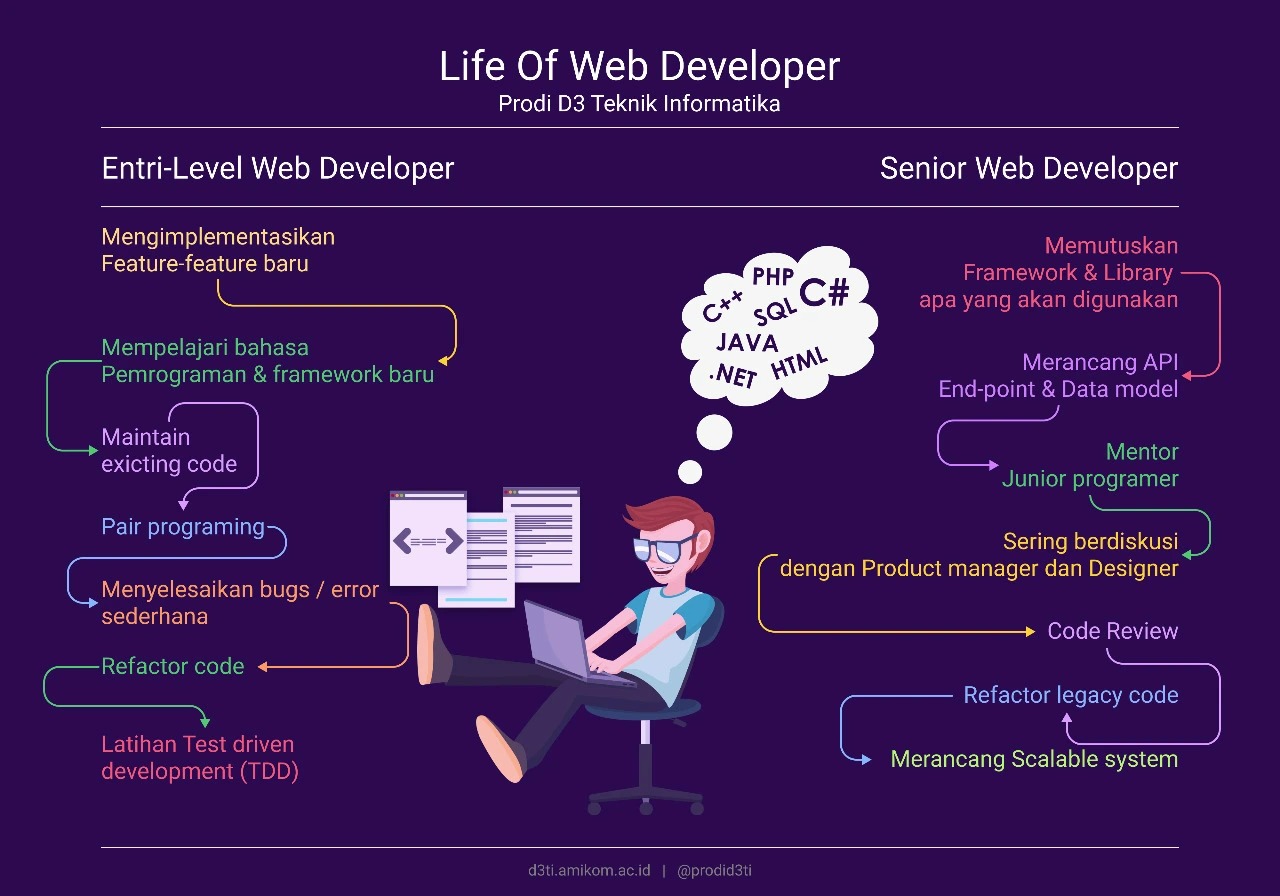 Life Of Web Developer
Prodi D3 Teknik Informatika
Entri-Level Web Developer
Senior Web Developer
Mengimplementasikan
Feature-feature baru
Mempelajari bahasa
Pemrograman & framework baru
Maintain
exicting code
Pair programing
Menyelesaikan bugs / error
sederhana
Refactor code
Latihan Test driven
development (TDD)
PHP
C++
C#
SQL
JAVA
.NET
HTML
Memutuskan
Framework & Library
apa yang akan digunakan
Merancang API
End-point & Data model
Mentor
Junior programer
Sering berdiskusi
dengan Product manager dan Designer
Code Review
Refactor legacy code
Merancang Scalable system
d3ti.amikom.ac.id | @prodid3ti